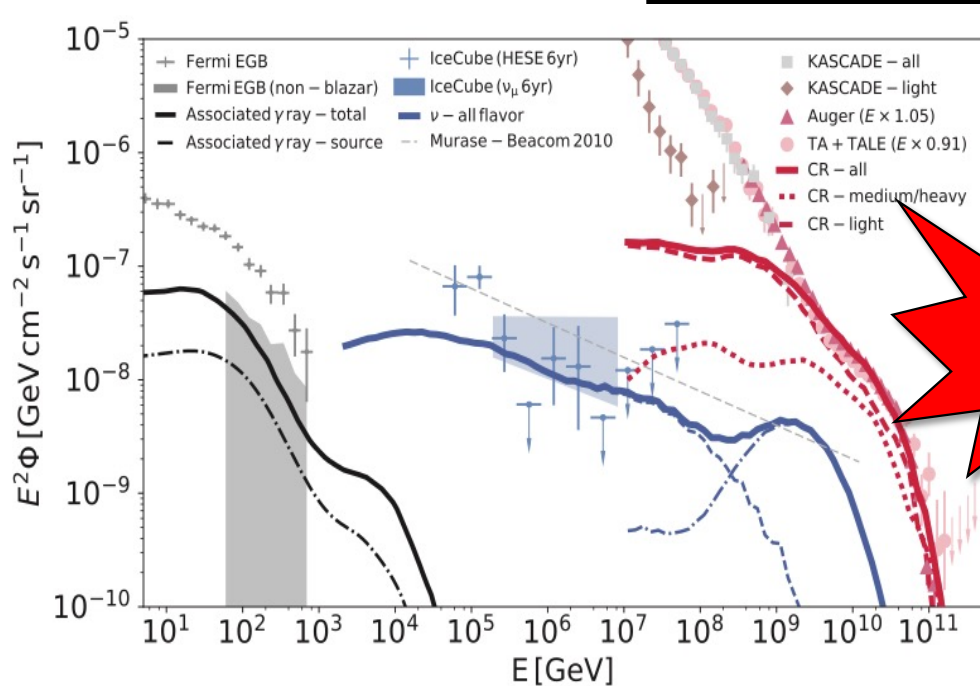 10⁻⁵
10⁻⁶
10⁻⁷
10⁻⁸
10⁻⁹
10⁻¹⁰
E²Φ [GeV cm⁻² s⁻¹ sr⁻¹]
Fermi EGB
Fermi EGB (non − blazar)
Associated γ ray − total
Associated γ ray − source
IceCube (HESE 6yr)
IceCube (νμ 6yr)
ν − all flavor
Murase − Beacom 2010
KASCADE − all
KASCADE − light
Auger (E × 1.05)
TA + TALE (E × 0.91)
CR − all
CR − medium/heavy
CR − light
10¹ 10² 10³ 10⁴ 10⁵ 10⁶ 10⁷ 10⁸ 10⁹ 10¹⁰ 10¹¹
E [GeV]